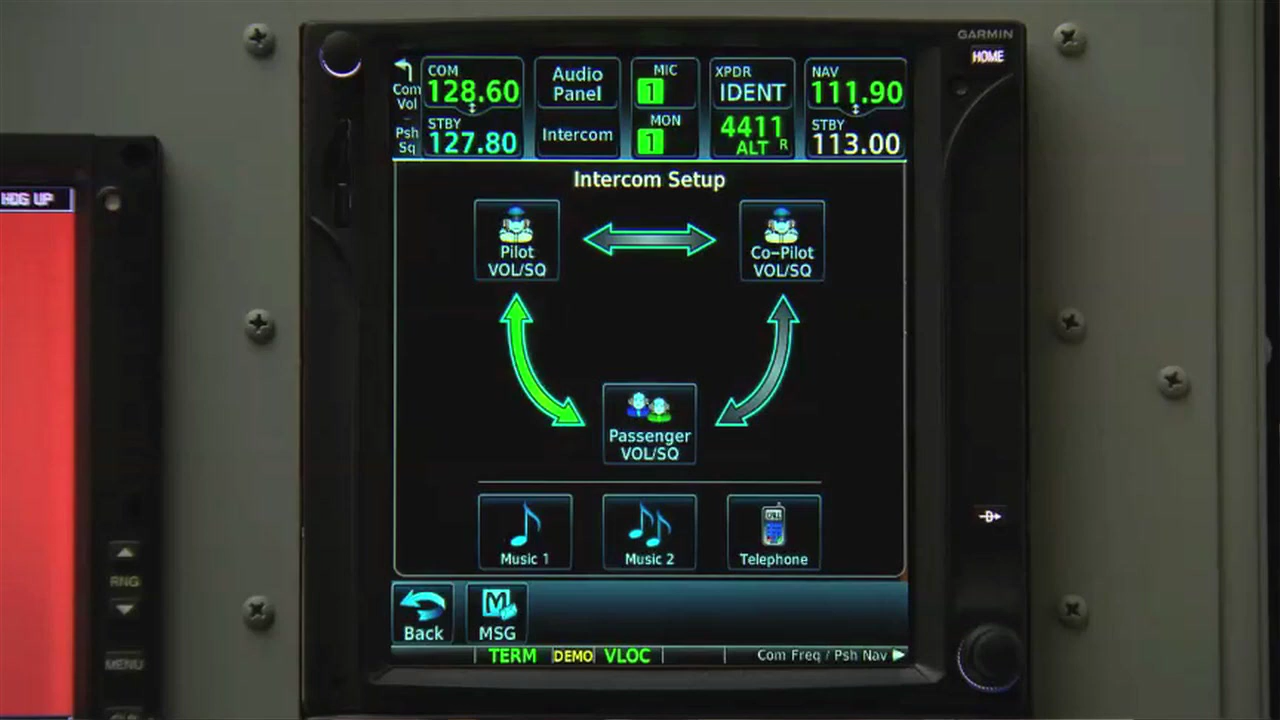 GARMIN
HOME
HDG UP
Com
Vol
Psh
Sq
COM
128.60
STBY
127.80
Audio
Panel
Intercom
MIC
1
MON
1
XPDR
IDENT
4411
ALT R
NAV
111.90
STBY
113.00
Intercom Setup
Pilot
VOL/SQ
Co-Pilot
VOL/SQ
Passenger
VOL/SQ
Music 1
Music 2
Telephone
RNG
MENU
Back
MSG
TERM DEMO VLOC
Com Freq / Psh Nav